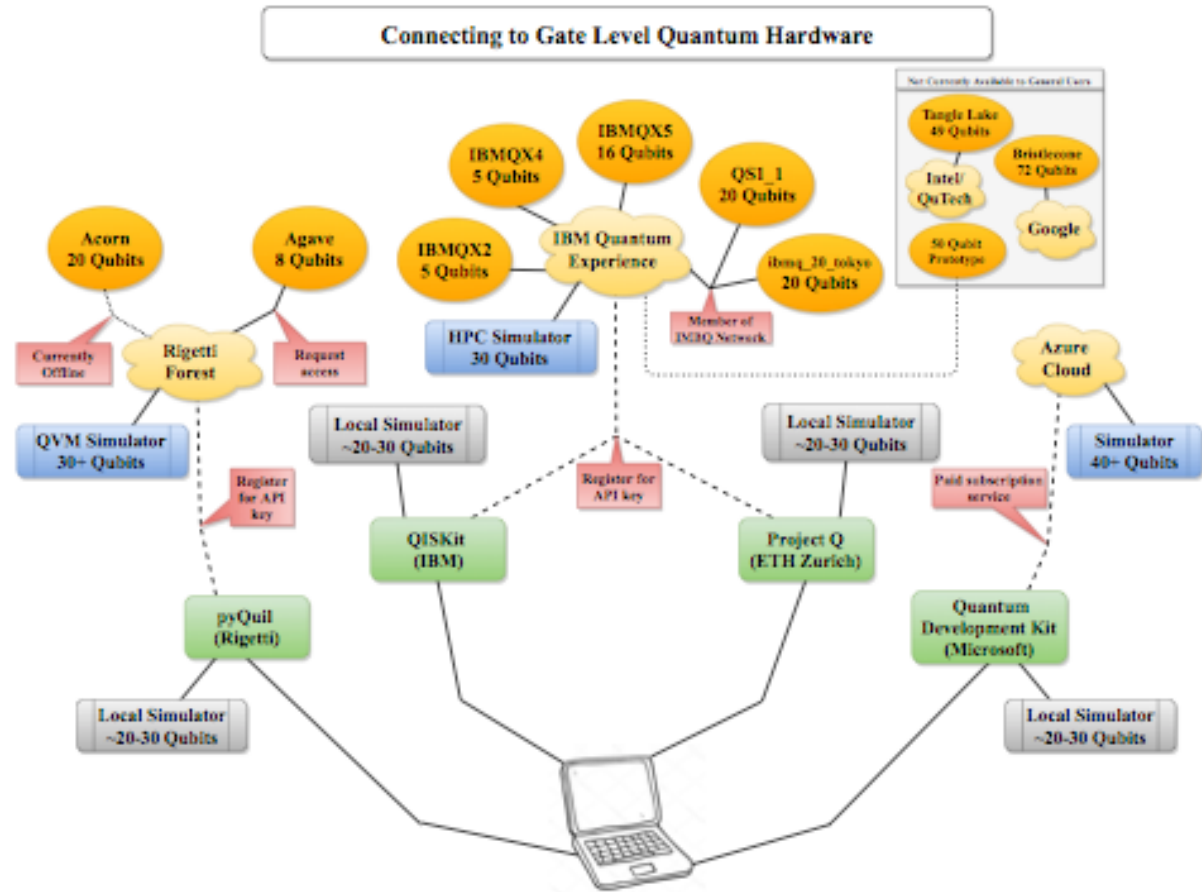 Connecting to Gate Level Quantum Hardware
Not Currently Available to General Users
Tangle Lake
49 Qubits
Bristlecone
72 Qubits
Intel/
QuTech
Google
50 Qubit
Prototype
IBMQX5
16 Qubits
IBMQX4
5 Qubits
QS1_1
20 Qubits
IBM Quantum
Experience
IBMQX2
5 Qubits
ibmq_20_tokyo
20 Qubits
Acorn
20 Qubits
Agave
8 Qubits
HPC Simulator
30 Qubits
Member of
IMBQ Network
Currently
Offline
Rigetti
Forest
Request
access
Azure
Cloud
QVM Simulator
30+ Qubits
Local Simulator
~20-30 Qubits
Local Simulator
~20-30 Qubits
Simulator
40+ Qubits
Register
for API
key
Register for
API key
Paid subscription
service
QISKit
(IBM)
Project Q
(ETH Zurich)
pyQuil
(Rigetti)
Quantum
Development Kit
(Microsoft)
Local Simulator
~20-30 Qubits
Local Simulator
~20-30 Qubits